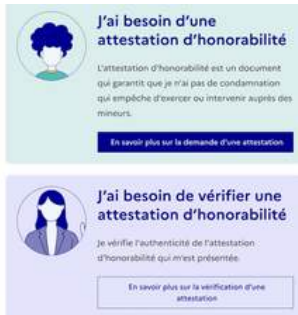 J'ai besoin d'une
attestation d'honorabilité
L'attestation d'honorabilité est un document
qui garantit que je n'ai pas de condamnation
qui empêche d'exercer ou intervenir auprès des
mineurs.
En savoir plus sur la demande d'une attestation
J'ai besoin de vérifier une
attestation d'honorabilité
Je vérifie l'authenticité de l'attestation
d'honorabilité qui m'est présentée.
En savoir plus sur la vérification d'une
attestation